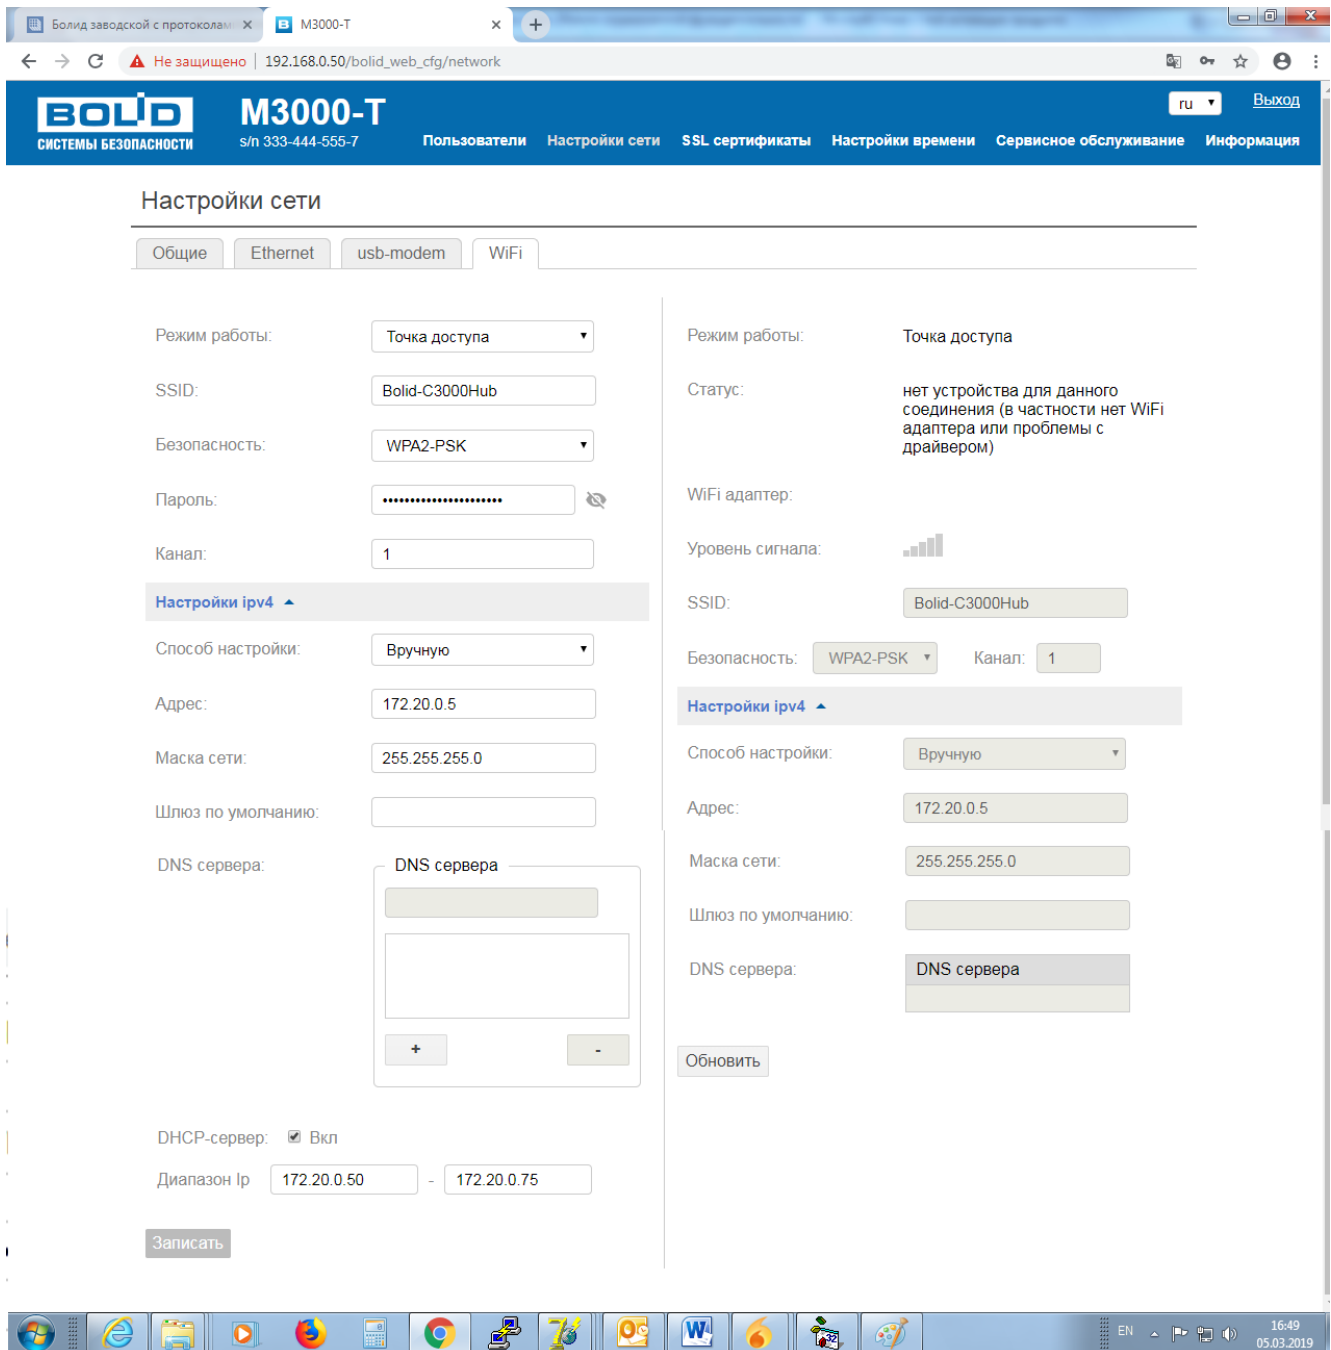 Болид заводской с протоколам
M3000-T
Не защищено
192.168.0.50/bolid_web_cfg/network
BOLID
СИСТЕМЫ БЕЗОПАСНОСТИ
M3000-T
s/n 333-444-555-7
ru
Выход
Пользователи
Настройки сети
SSL сертификаты
Настройки времени
Сервисное обслуживание
Информация
Настройки сети
Общие
Ethernet
usb-modem
WiFi
Режим работы:
Точка доступа
SSID:
Bolid-C3000Hub
Безопасность:
WPA2-PSK
Пароль:
••••••••••••••••••••••
Канал:
1
Настройки ipv4
Способ настройки:
Вручную
Адрес:
172.20.0.5
Маска сети:
255.255.255.0
Шлюз по умолчанию:
DNS сервера:
DNS сервера
+
-
DHCP-сервер:
Вкл
Диапазон Ip
172.20.0.50
-
172.20.0.75
Записать
Режим работы:
Точка доступа
Статус:
нет устройства для данного
соединения (в частности нет WiFi
адаптера или проблемы с
драйвером)
WiFi адаптер:
Уровень сигнала:
SSID:
Bolid-C3000Hub
Безопасность:
WPA2-PSK
Канал:
1
Настройки ipv4
Способ настройки:
Вручную
Адрес:
172.20.0.5
Маска сети:
255.255.255.0
Шлюз по умолчанию:
DNS сервера:
DNS сервера
Обновить
EN
16:49
05.03.2019